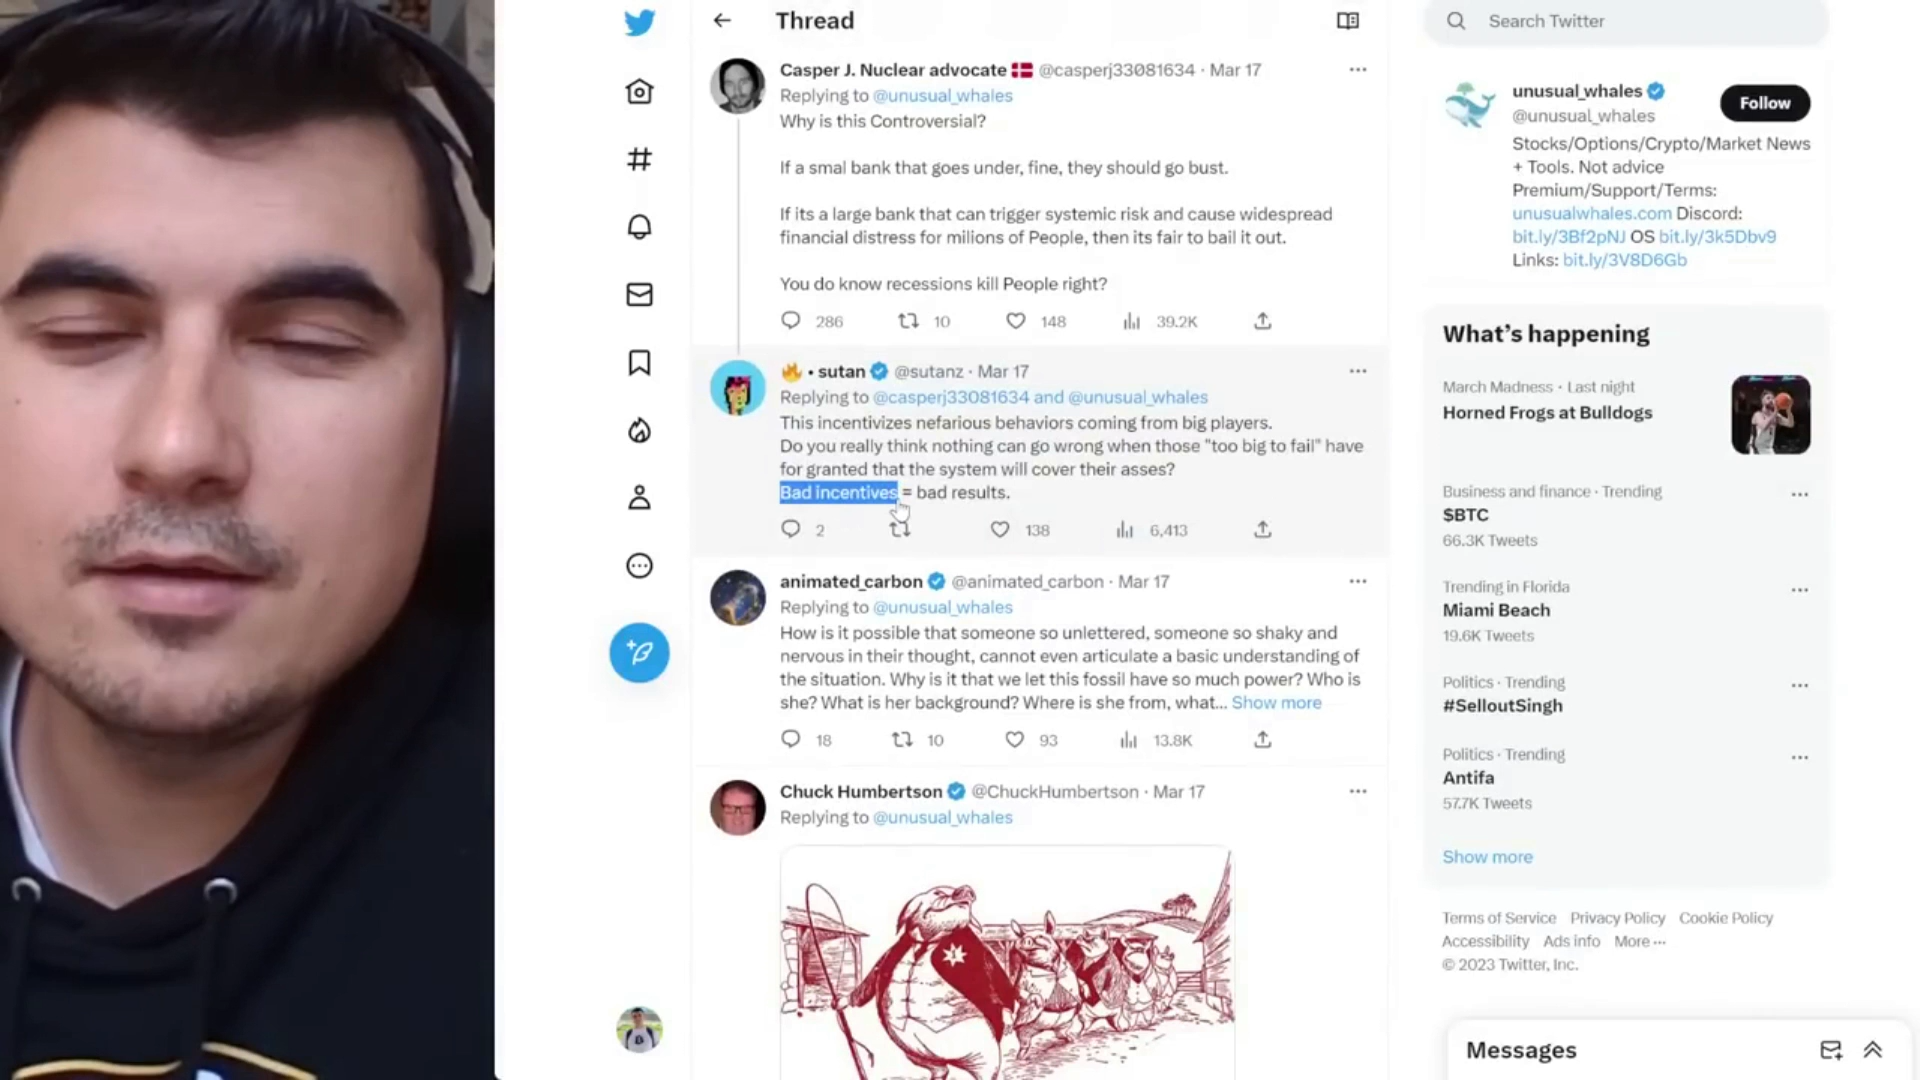 Thread
Casper J. Nuclear advocate 🇩🇰 @casperj33081634 · Mar 17
Replying to @unusual_whales
Why is this Controversial?
If a smal bank that goes under, fine, they should go bust.
If its a large bank that can trigger systemic risk and cause widespread
financial distress for milions of People, then its fair to bail it out.
You do know recessions kill People right?
286 10 148 39.2K
🔥 • sutan @sutanz · Mar 17
Replying to @casperj33081634 and @unusual_whales
This incentivizes nefarious behaviors coming from big players.
Do you really think nothing can go wrong when those "too big to fail" have
for granted that the system will cover their asses?
Bad incentives = bad results.
2 138 6,413
animated_carbon @animated_carbon · Mar 17
Replying to @unusual_whales
How is it possible that someone so unlettered, someone so shaky and
nervous in their thought, cannot even articulate a basic understanding of
the situation. Why is it that we let this fossil have so much power? Who is
she? What is her background? Where is she from, what... Show more
18 10 93 13.8K
Chuck Humbertson @ChuckHumbertson · Mar 17
Replying to @unusual_whales
Search Twitter
unusual_whales
@unusual_whales
Follow
Stocks/Options/Crypto/Market News
+ Tools. Not advice
Premium/Support/Terms:
unusualwhales.com Discord:
bit.ly/3Bf2pNJ OS bit.ly/3k5Dbv9
Links: bit.ly/3V8D6Gb
What's happening
March Madness · Last night
Horned Frogs at Bulldogs
Business and finance · Trending
$BTC
66.3K Tweets
Trending in Florida
Miami Beach
19.6K Tweets
Politics · Trending
#SelloutSingh
Politics · Trending
Antifa
57.7K Tweets
Show more
Terms of Service Privacy Policy Cookie Policy
Accessibility Ads info More ···
© 2023 Twitter, Inc.
Messages